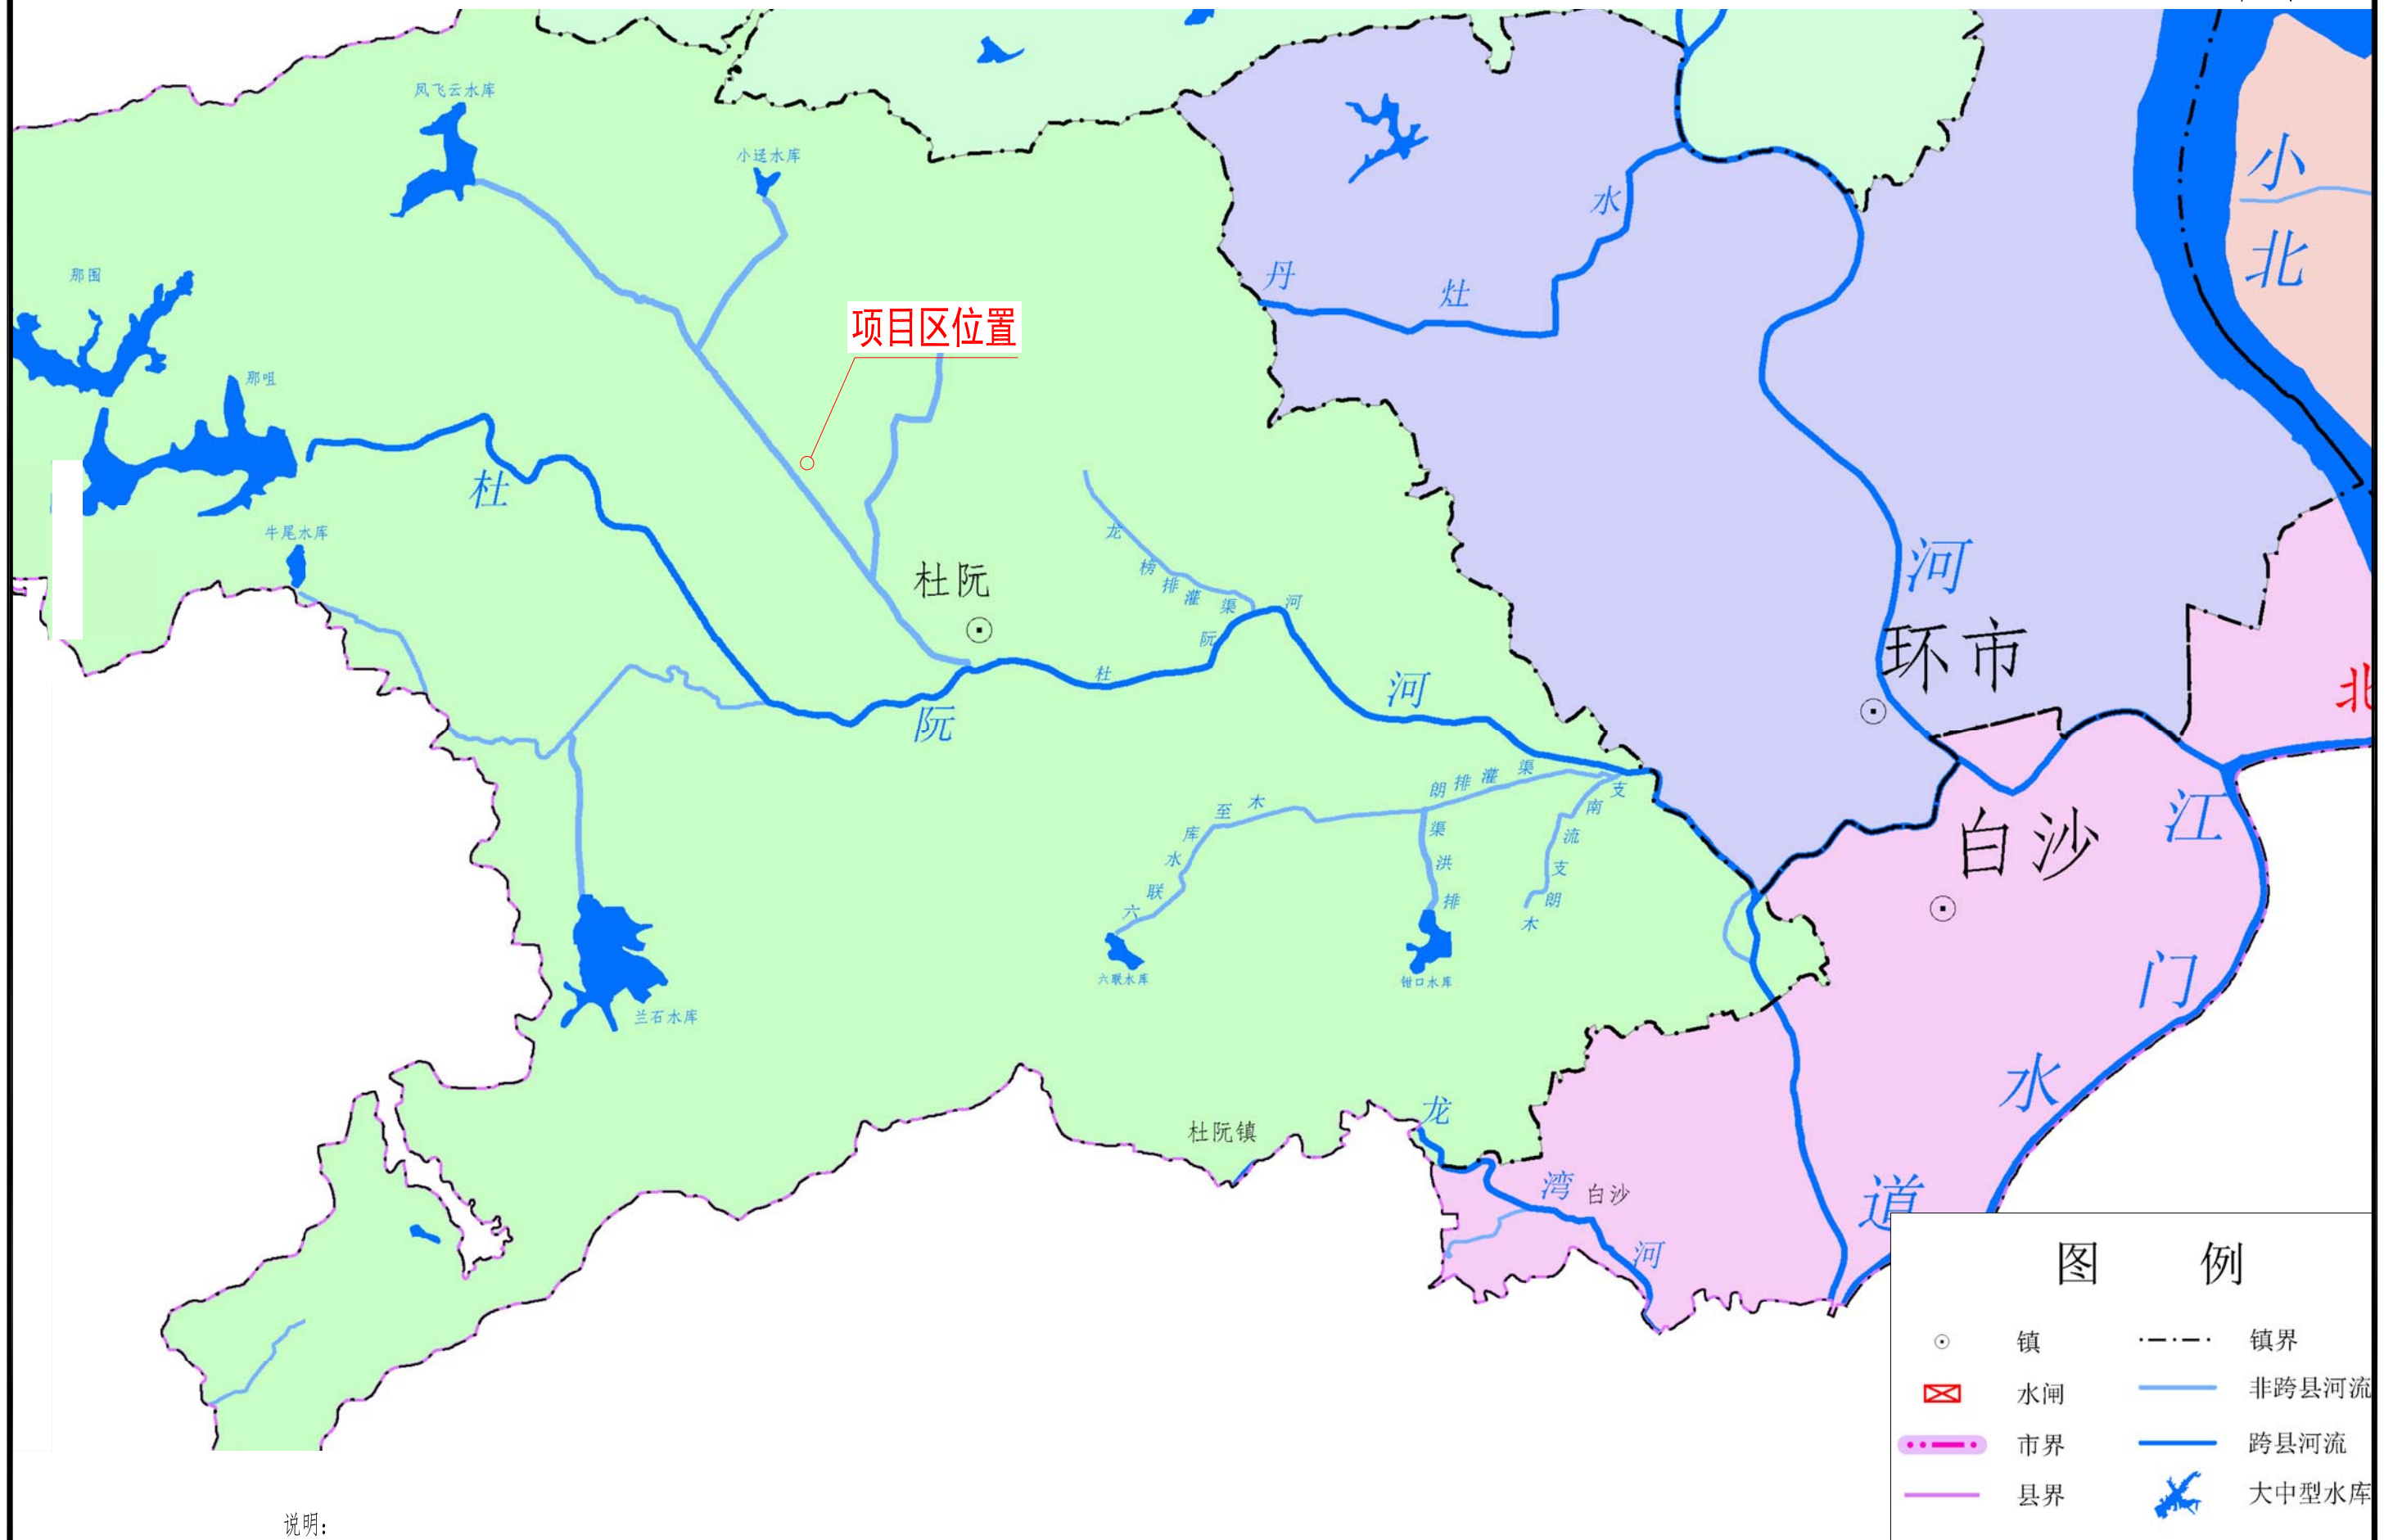 凤飞云水库
小迳水库
那围
项目区位置
那咀
牛尾水库
丹灶水
小北
杜阮河
杜阮
龙榜排灌渠
杜阮河
河
环市
北
白沙
江门水道
六联水库至木朗排灌渠
排洪渠
木朗支流南支
六联水库
钳口水库
兰石水库
杜阮镇
龙湾河
白沙
图例
镇
镇界
水闸
非跨县河流
市界
跨县河流
县界
大中型水库
说明: